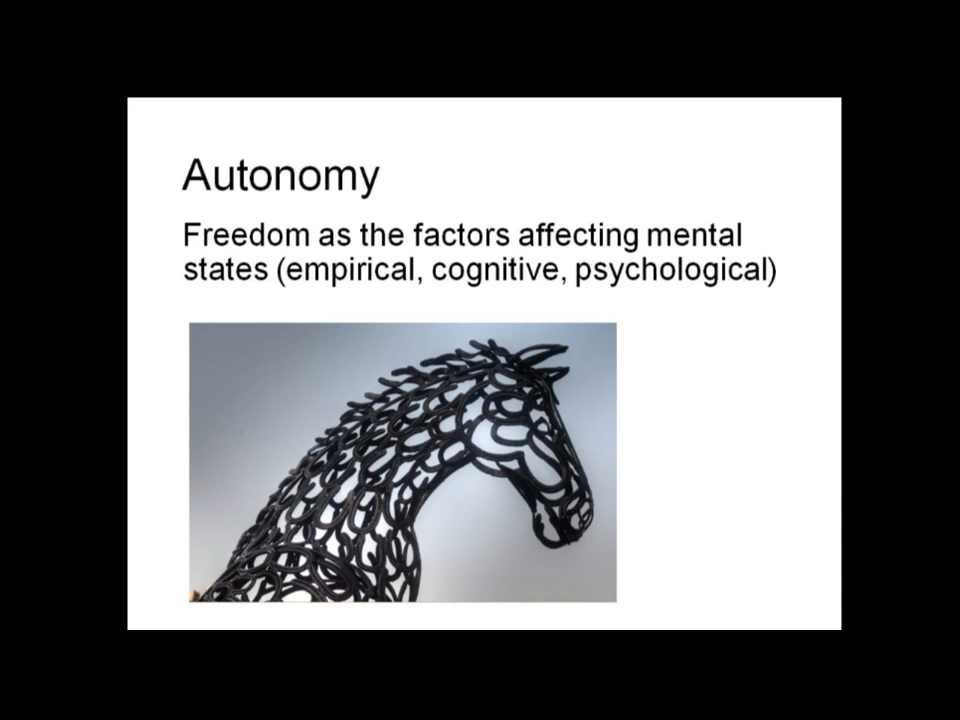 Autonomy
Freedom as the factors affecting mental
states (empirical, cognitive, psychological)